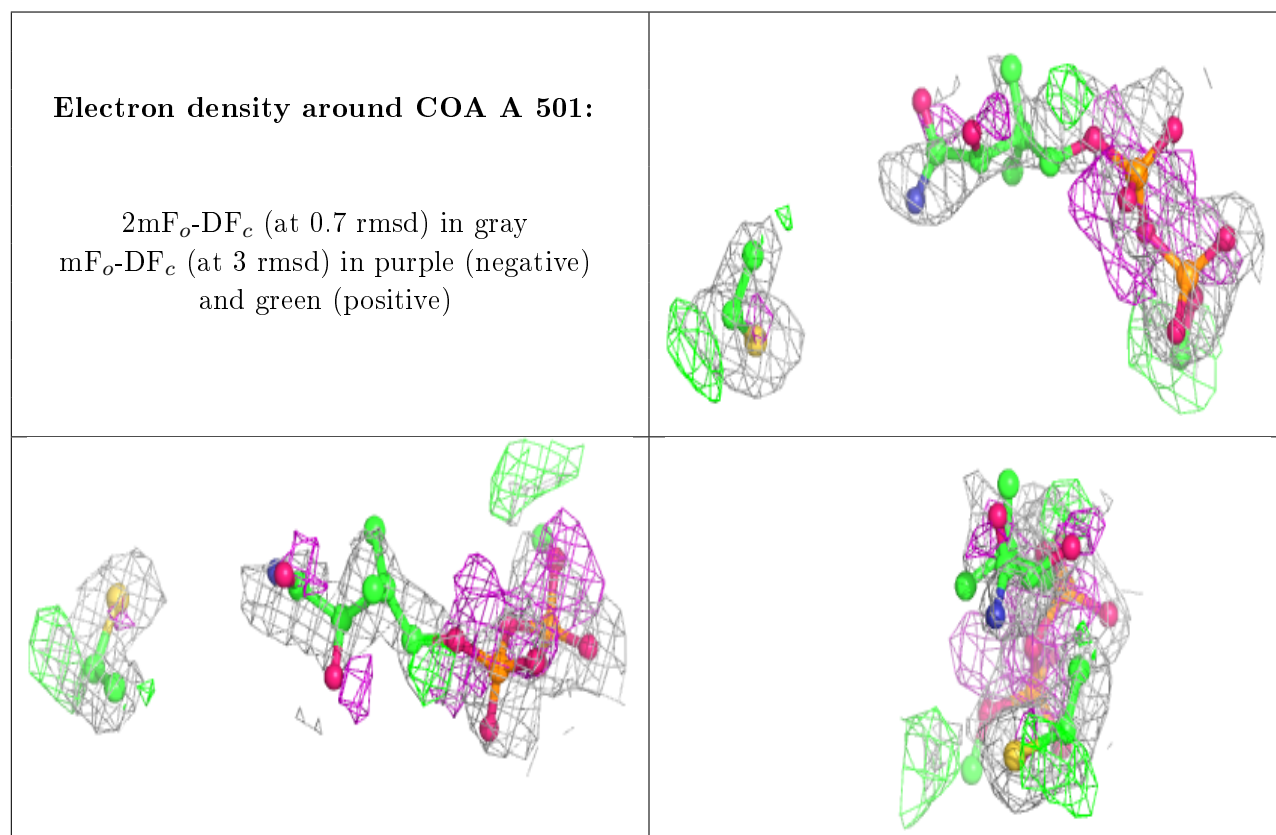 Electron density around COA A 501:
2mFo-DFc (at 0.7 rmsd) in gray
mFo-DFc (at 3 rmsd) in purple (negative)
and green (positive)